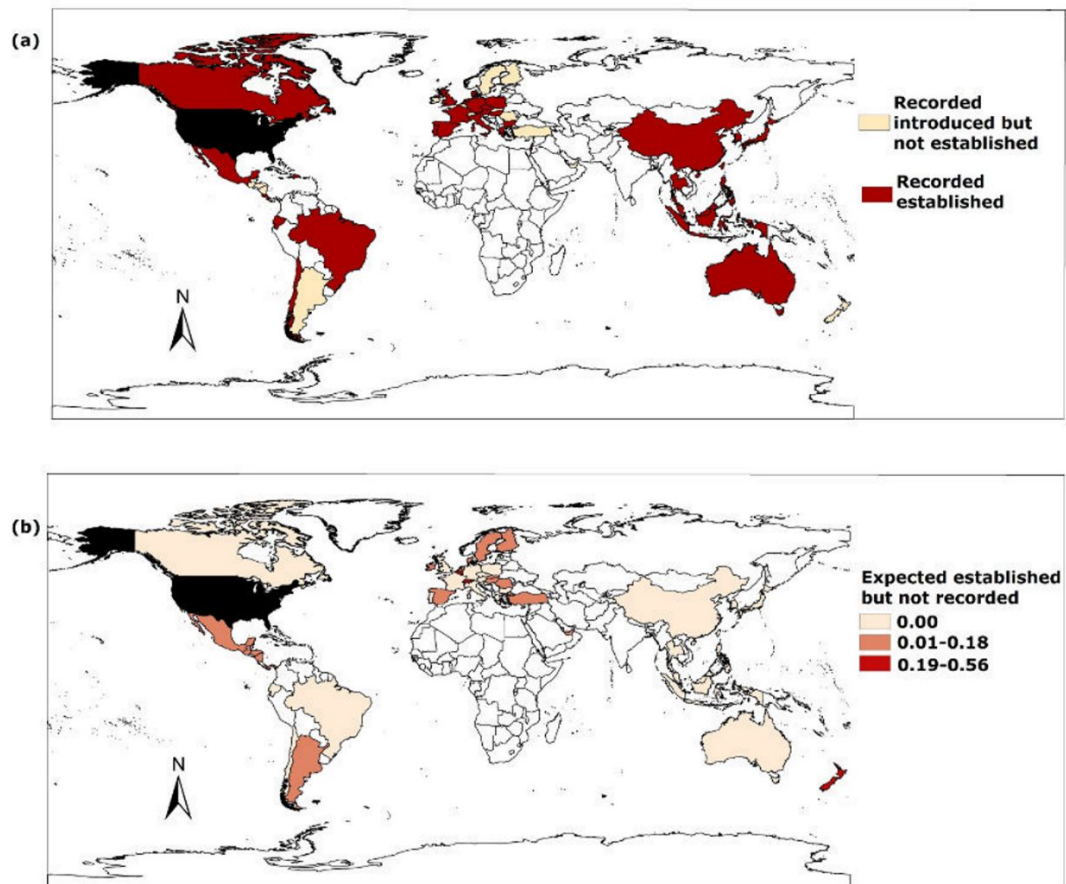 (a)
Recorded
introduced but
not established
Recorded
established
N
(b)
Expected established
but not recorded
0.00
0.01-0.18
0.19-0.56
N